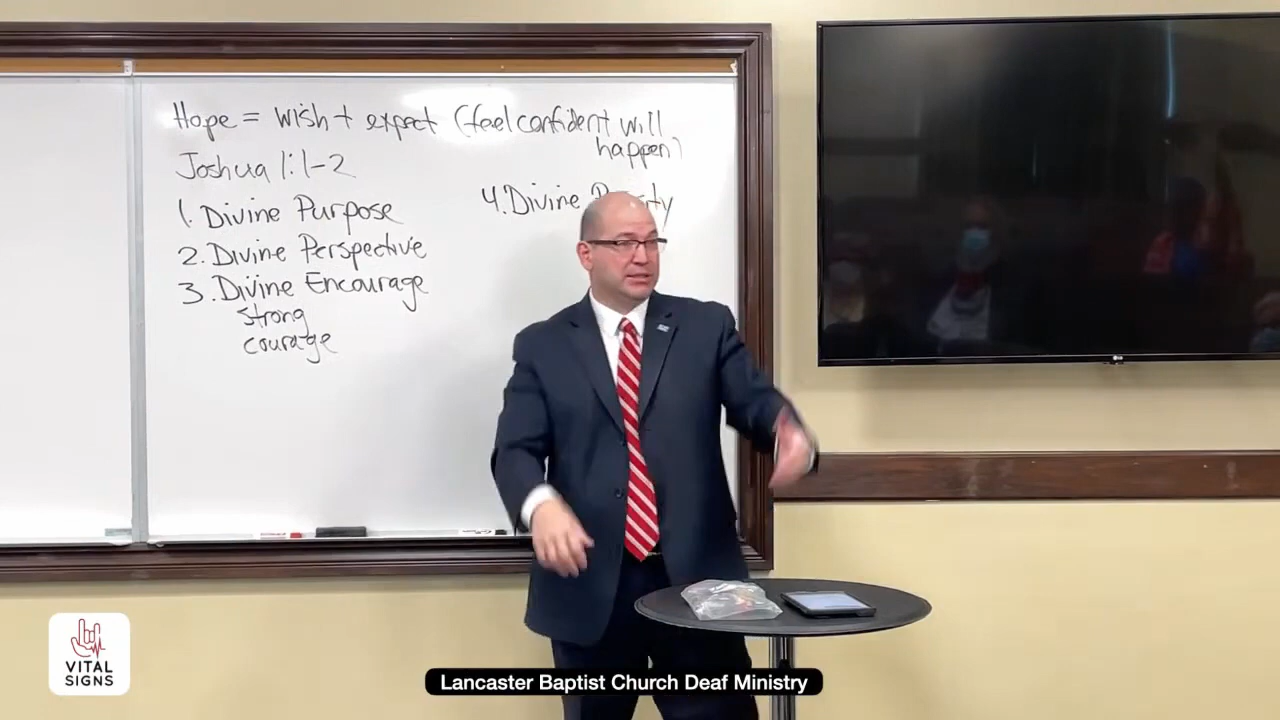 Hope = wish + expect (feel confident will
happen)
Joshua 1:1-2
1. Divine Purpose
2. Divine Perspective
3. Divine Encourage
strong
courage
4. Divine
LG
VITAL
SIGNS
Lancaster Baptist Church Deaf Ministry